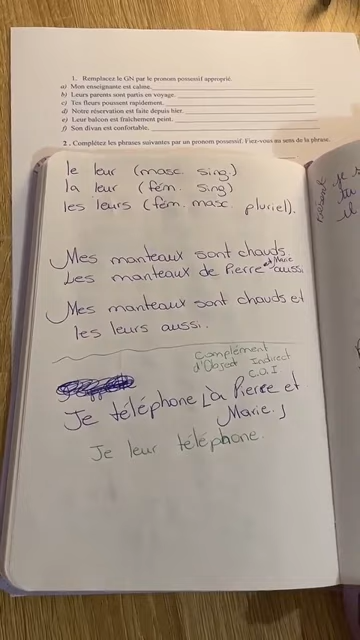 1. Remplacez le GN par le pronom possessif approprié.
a) Mon enseignante est calme.
b) Leurs parents sont partis en voyage.
c) Tes fleurs poussent rapidement.
d) Notre réservation est faite depuis hier.
e) Leur balcon est fraîchement peint.
f) Son divan est confortable.
2. Complétez les phrases suivantes par un pronom possessif. Fiez-vous au sens de la phrase.
le leur (masc sing.)
la leur (fém. sing)
les leurs (fém. masc. pluriel).
Mes manteaux sont chauds.
Les manteaux de Pierre et Marie aussi
Mes manteaux sont chauds et
les leurs aussi.
Complément
d'Objet Indirect
C.O.I.
Je téléphone [à Pierre et
Marie.]
Je leur téléphone.
je
tu
il